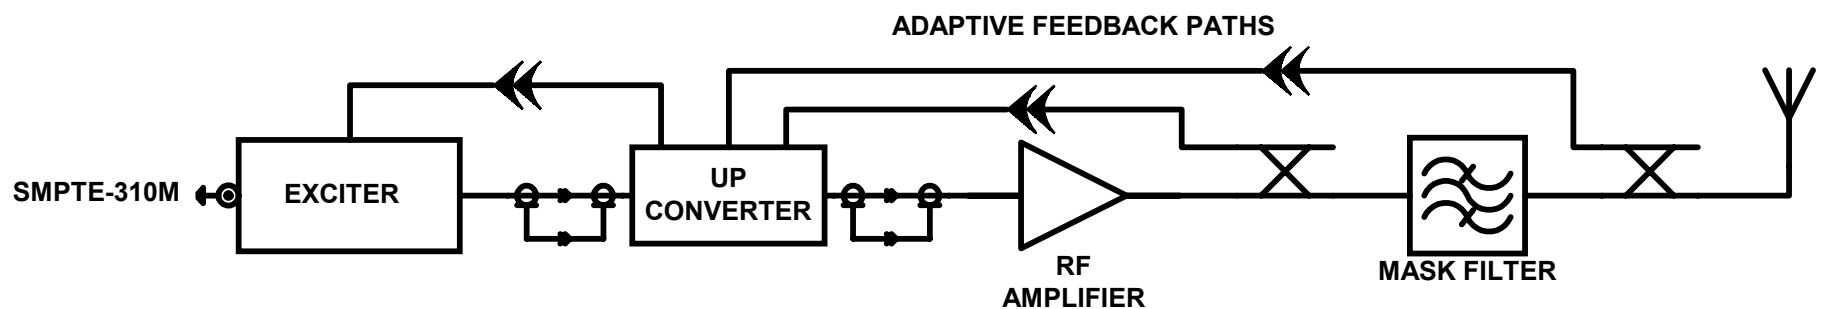 ADAPTIVE FEEDBACK PATHS
SMPTE-310M
EXCITER
UP
CONVERTER
RF
AMPLIFIER
MASK FILTER